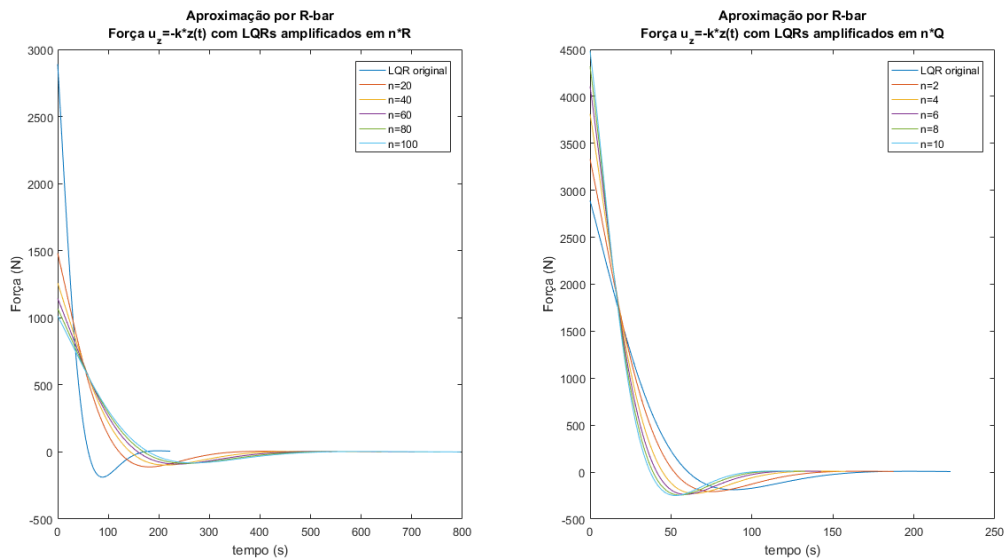 Aproximação por R-bar
Força u_z=-k*z(t) com LQRs amplificados em n*R
3000
2500
2000
1500
1000
500
0
-500
Força (N)
0 100 200 300 400 500 600 700 800
tempo (s)
LQR original
n=20
n=40
n=60
n=80
n=100
Aproximação por R-bar
Força u_z=-k*z(t) com LQRs amplificados em n*Q
4500
4000
3500
3000
2500
2000
1500
1000
500
0
-500
Força (N)
0 50 100 150 200 250
tempo (s)
LQR original
n=2
n=4
n=6
n=8
n=10